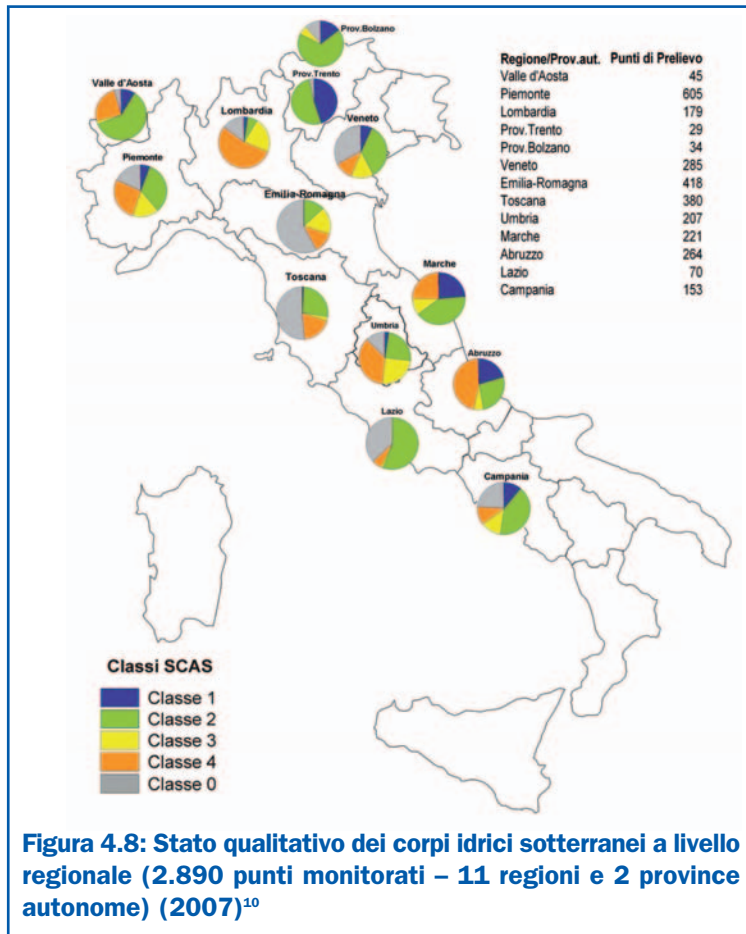 Prov.Bolzano
Valle d'Aosta
Prov.Trento
Lombardia
Veneto
Piemonte
Emilia-Romagna
Toscana
Marche
Umbria
Abruzzo
Lazio
Campania
Regione/Prov.aut. Punti di Prelievo
Valle d'Aosta 45
Piemonte 605
Lombardia 179
Prov.Trento 29
Prov.Bolzano 34
Veneto 285
Emilia-Romagna 418
Toscana 380
Umbria 207
Marche 221
Abruzzo 264
Lazio 70
Campania 153
Classi SCAS
Classe 1
Classe 2
Classe 3
Classe 4
Classe 0
Figura 4.8: Stato qualitativo dei corpi idrici sotterranei a livello
regionale (2.890 punti monitorati – 11 regioni e 2 province
autonome) (2007)¹⁰